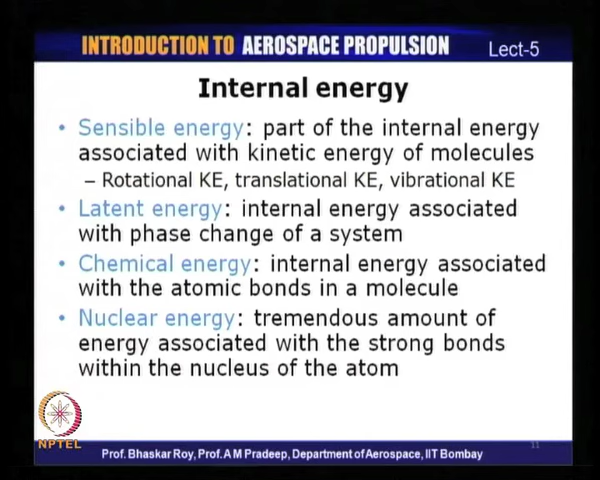 INTRODUCTION TO AEROSPACE PROPULSION
Lect-5
Internal energy
• Sensible energy: part of the internal energy
associated with kinetic energy of molecules
– Rotational KE, translational KE, vibrational KE
• Latent energy: internal energy associated
with phase change of a system
• Chemical energy: internal energy associated
with the atomic bonds in a molecule
• Nuclear energy: tremendous amount of
energy associated with the strong bonds
within the nucleus of the atom
NPTEL
Prof. Bhaskar Roy, Prof. A M Pradeep, Department of Aerospace, IIT Bombay
11